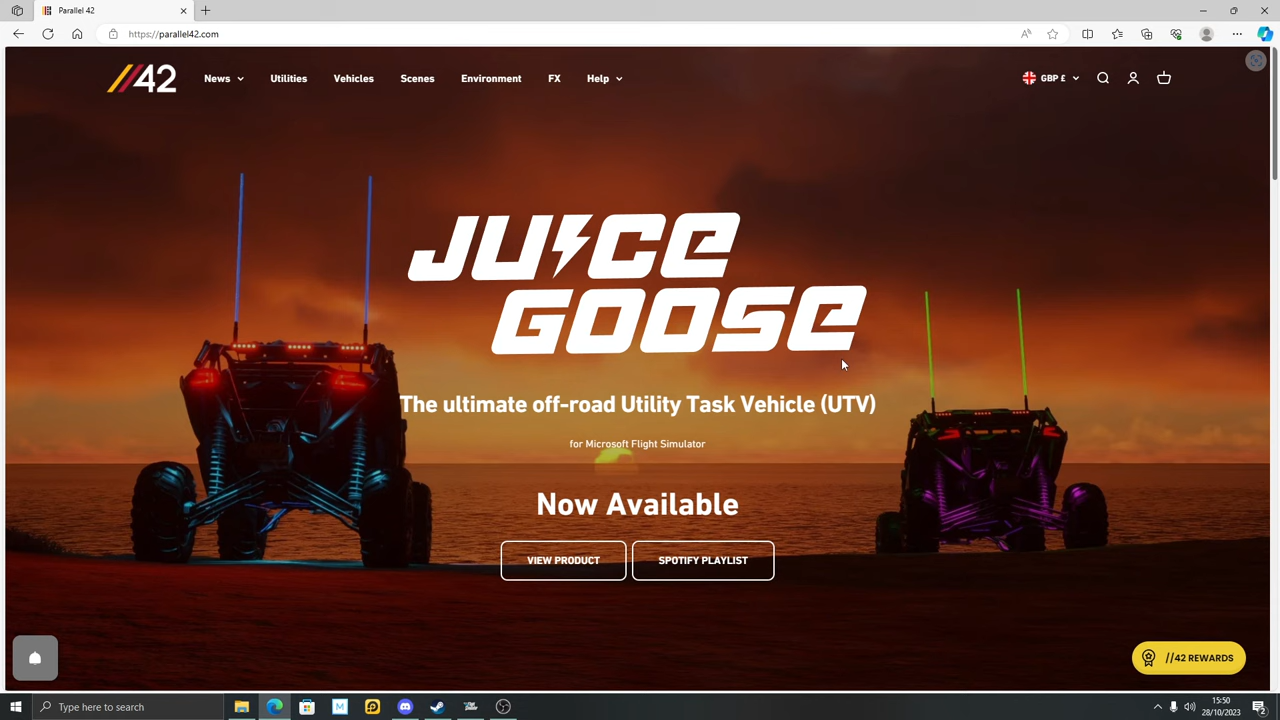 Parallel 42
https://parallel42.com
//42
News
Utilities
Vehicles
Scenes
Environment
FX
Help
GBP £
JUICE
GOOSE
The ultimate off-road Utility Task Vehicle (UTV)
for Microsoft Flight Simulator
Now Available
VIEW PRODUCT
SPOTIFY PLAYLIST
//42 REWARDS
Type here to search
15:50
28/10/2023
2